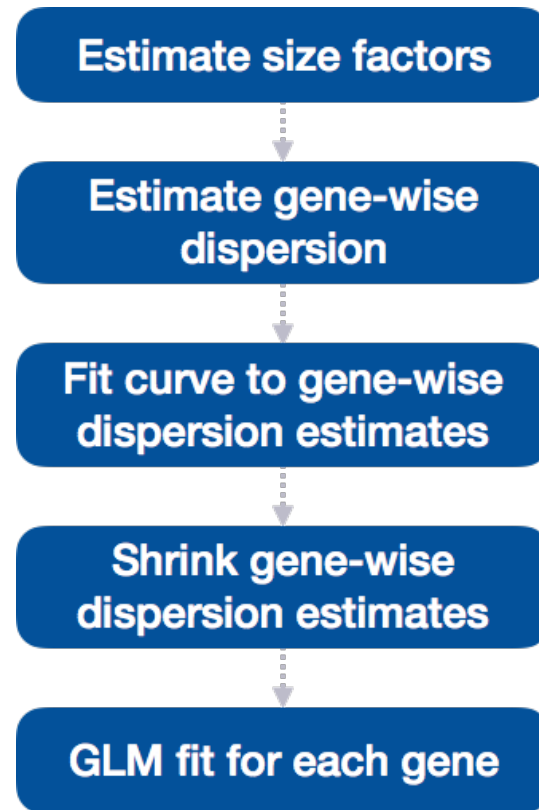 Estimate size factors
Estimate gene-wise
dispersion
Fit curve to gene-wise
dispersion estimates
Shrink gene-wise
dispersion estimates
GLM fit for each gene